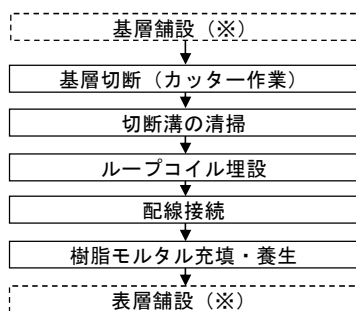 基層舗設（※）
基層切断（カッター作業）
切断溝の清掃
ループコイル埋設
配線接続
樹脂モルタル充填・養生
表層舗設（※）